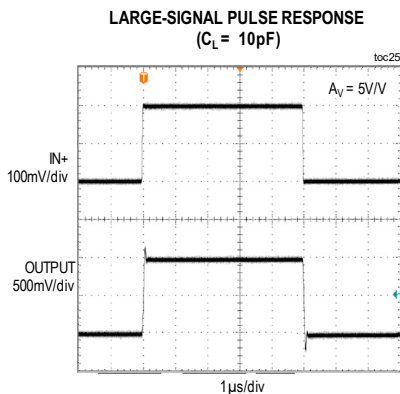 LARGE-SIGNAL PULSE RESPONSE
(CL = 10pF)
toc25
T
AV = 5V/V
IN+
100mV/div
OUTPUT
500mV/div
1µs/div